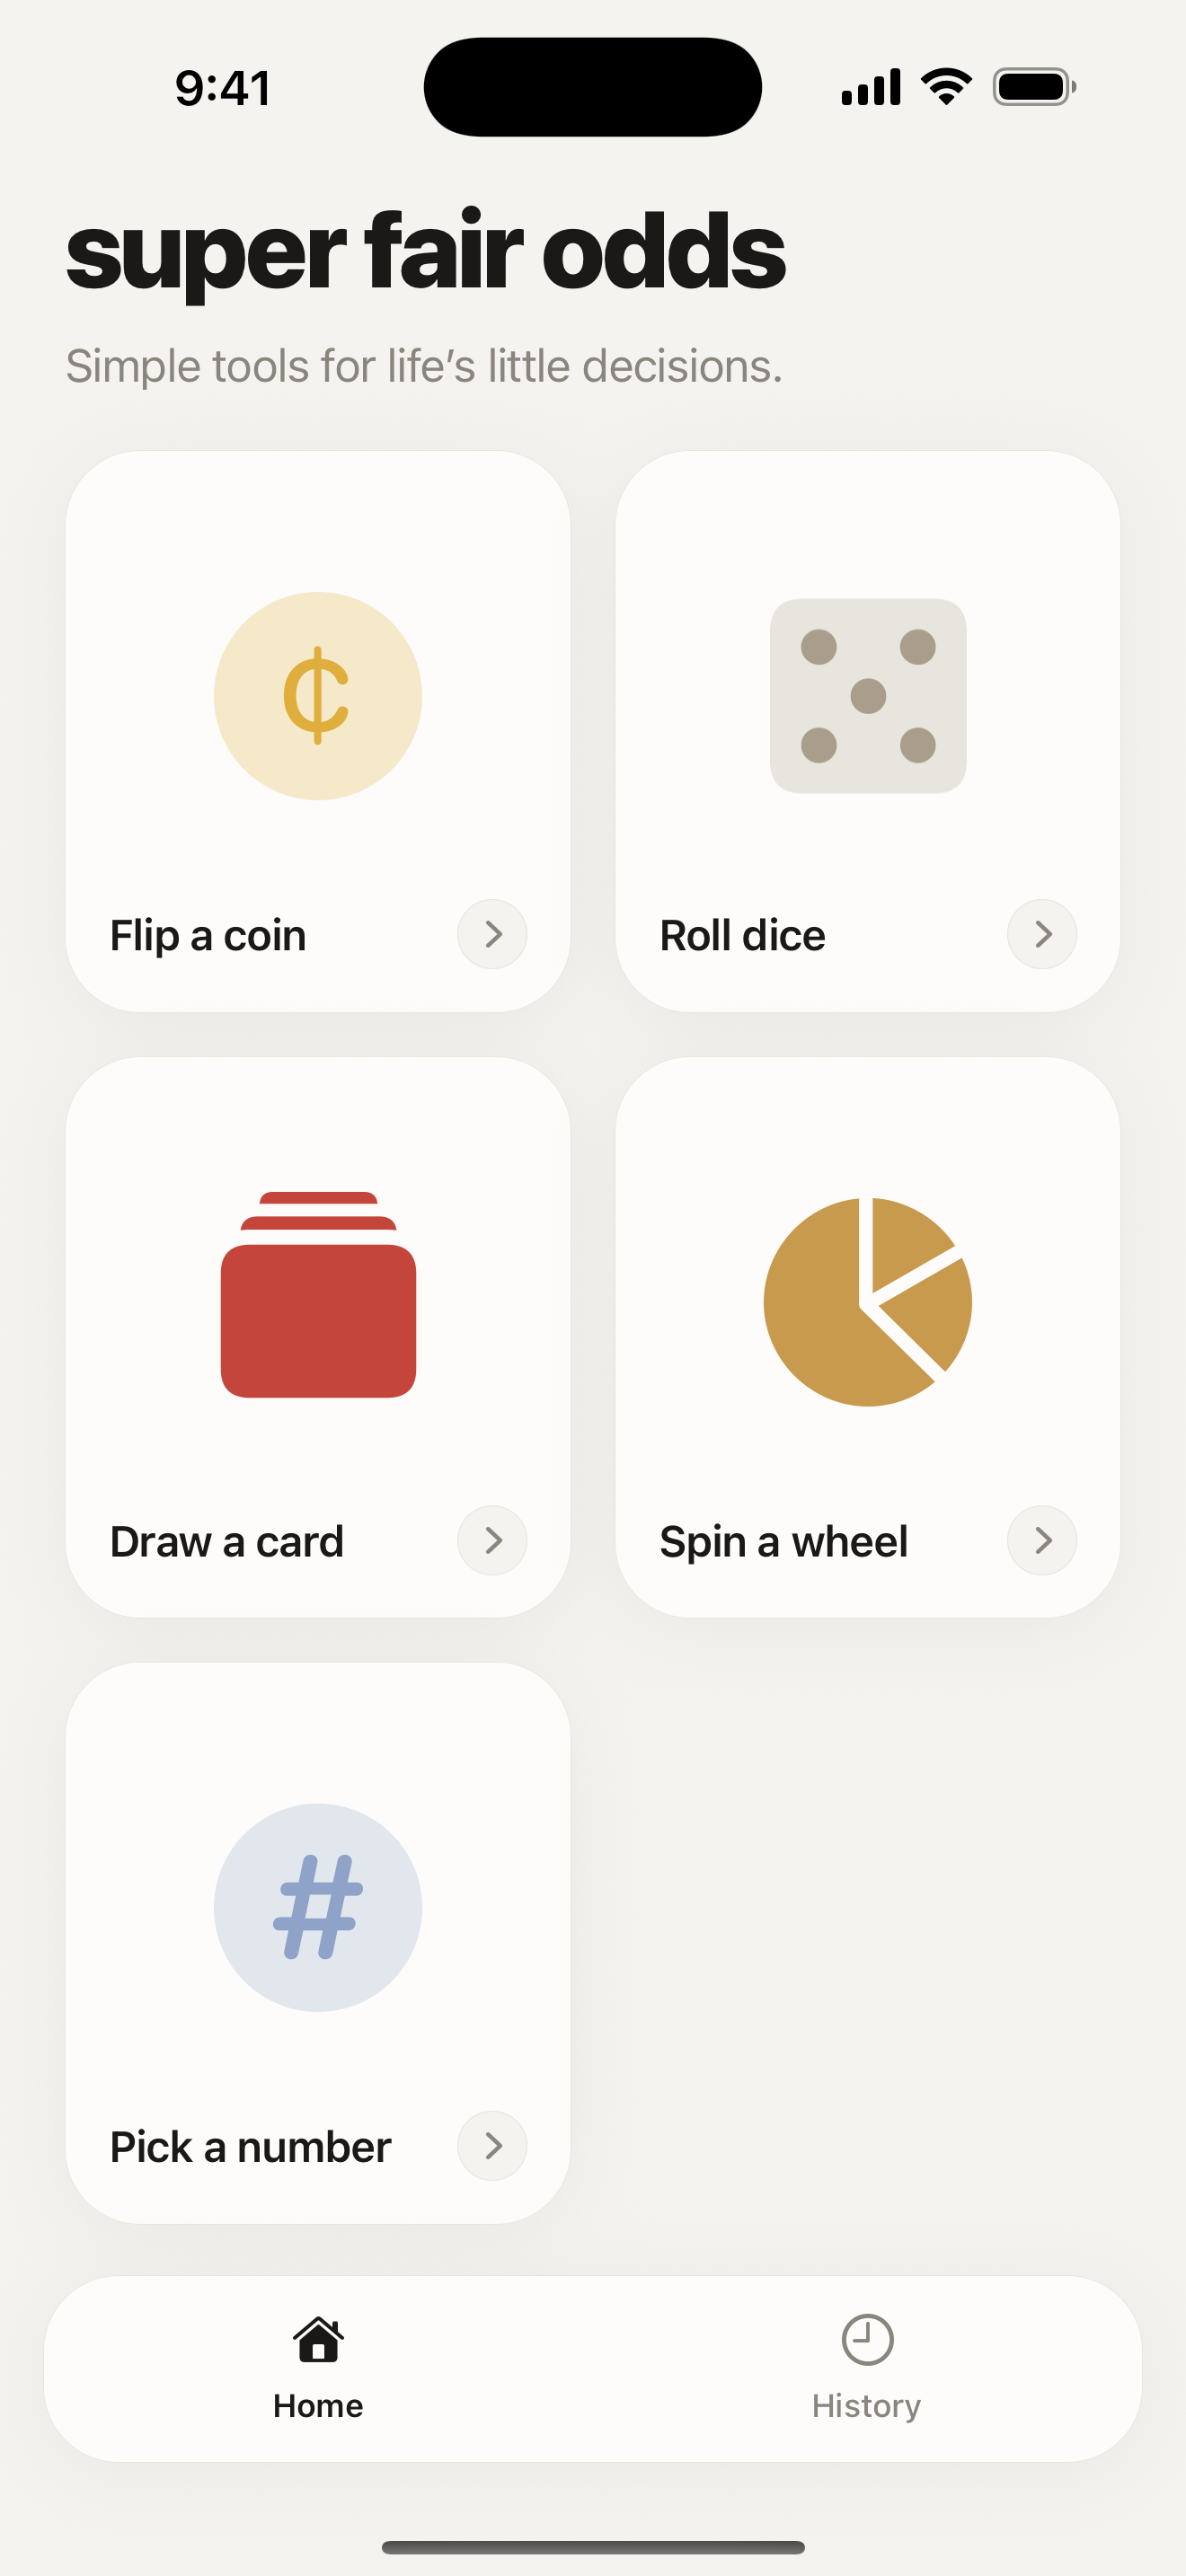 9:41
super fair odds
Simple tools for life’s little decisions.
¢
Flip a coin
Roll dice
Draw a card
Spin a wheel
#
Pick a number
Home
History